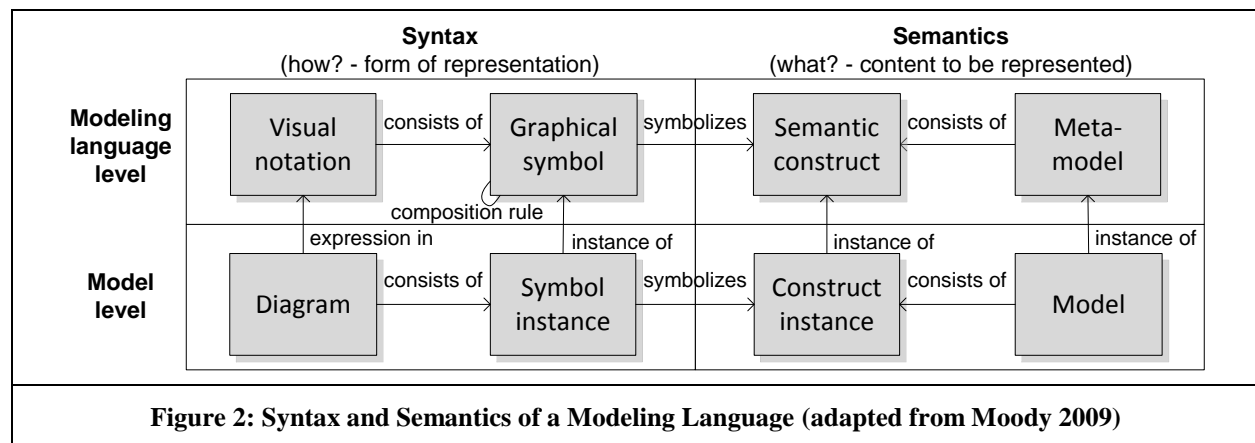 Syntax
(how? - form of representation)
Semantics
(what? - content to be represented)
Modeling
language
level
Visual
notation
consists of
Graphical
symbol
symbolizes
Semantic
construct
consists of
Meta-
model
composition rule
expression in
instance of
instance of
instance of
Model
level
Diagram
consists of
Symbol
instance
symbolizes
Construct
instance
consists of
Model
Figure 2: Syntax and Semantics of a Modeling Language (adapted from Moody 2009)